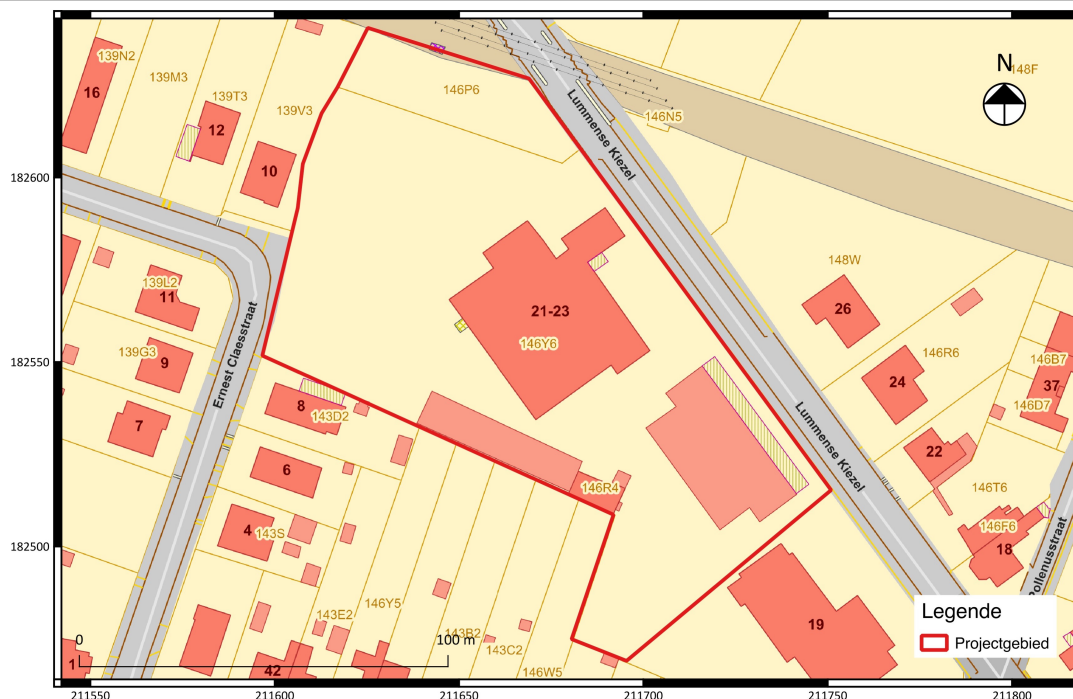 N
148F
139N2
139M3
139T3
139V3
146P6
146N5
16
12
10
Lummense Kiezel
182600
148W
139L2
11
21-23
26
146Y6
Ernest Claesstraat
139G3
9
146R6
146B7
182550
24
37
8
143D2
146D7
7
Lummense Kiezel
22
6
146R4
146T6
4
143S
146F6
182500
18
Pollenusstraat
146Y5
143E2
19
Legende
0
100 m
143B2
Projectgebied
143C2
1
42
146W5
211550
211600
211650
211700
211750
211800